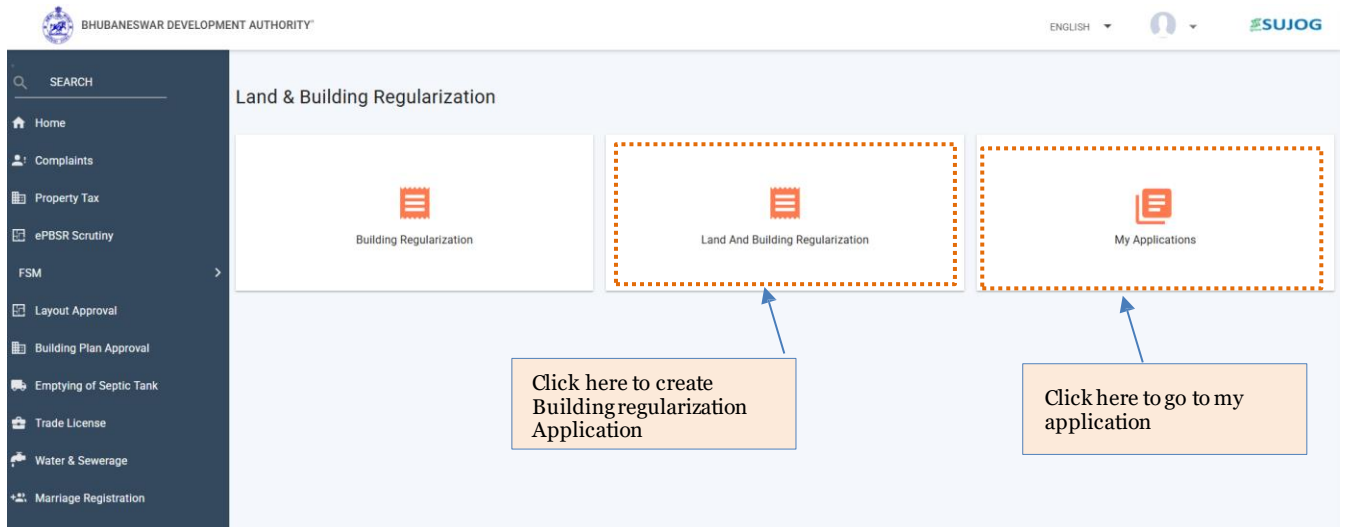 BHUBANESWAR DEVELOPMENT AUTHORITY
ENGLISH
SUJOG
SEARCH
Home
Complaints
Property Tax
ePBSR Scrutiny
FSM
Layout Approval
Building Plan Approval
Emptying of Septic Tank
Trade License
Water & Sewerage
Marriage Registration
Land & Building Regularization
Building Regularization
Land And Building Regularization
My Applications
Click here to create
Building regularization
Application
Click here to go to my
application